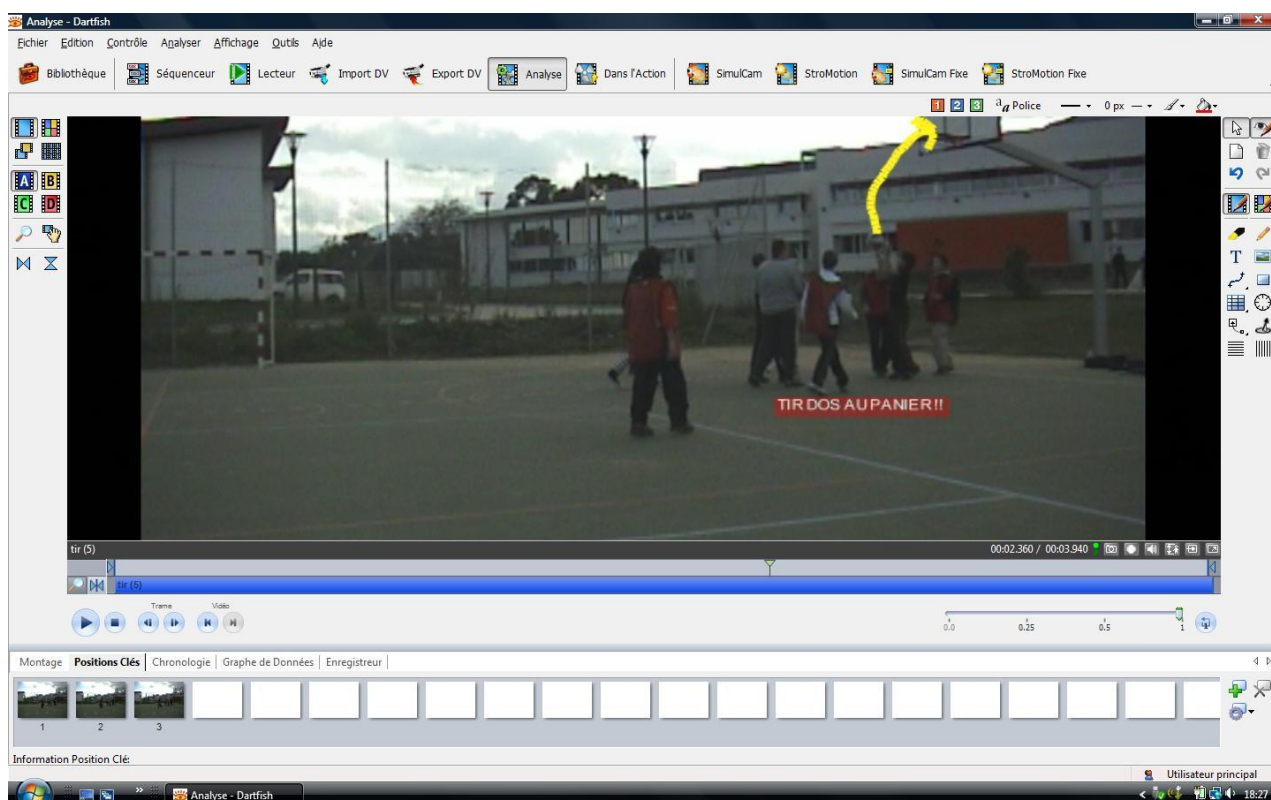 Analyse - Dartfish
Eichier Edition Contrôle Analyser Affichage Outils Aide
Bibliothèque Séquenceur Lecteur Import DV Export DV Analyse Dans l'Action SimulCam StroMotion SimulCam Fixe StroMotion Fixe
1 2 3 aa Police 0 px
A B
C D
T
TIR DOS AU PANIER!!
tir (5) 00:02.360 / 00:03.940
tir (5)
Trame Vidéo
0.0 0.25 0.5 1
Montage Positions Clés Chronologie Graphe de Données Enregistreur
1 2 3
Information Position Clé:
Utilisateur principal
Analyse - Dartfish 18:27